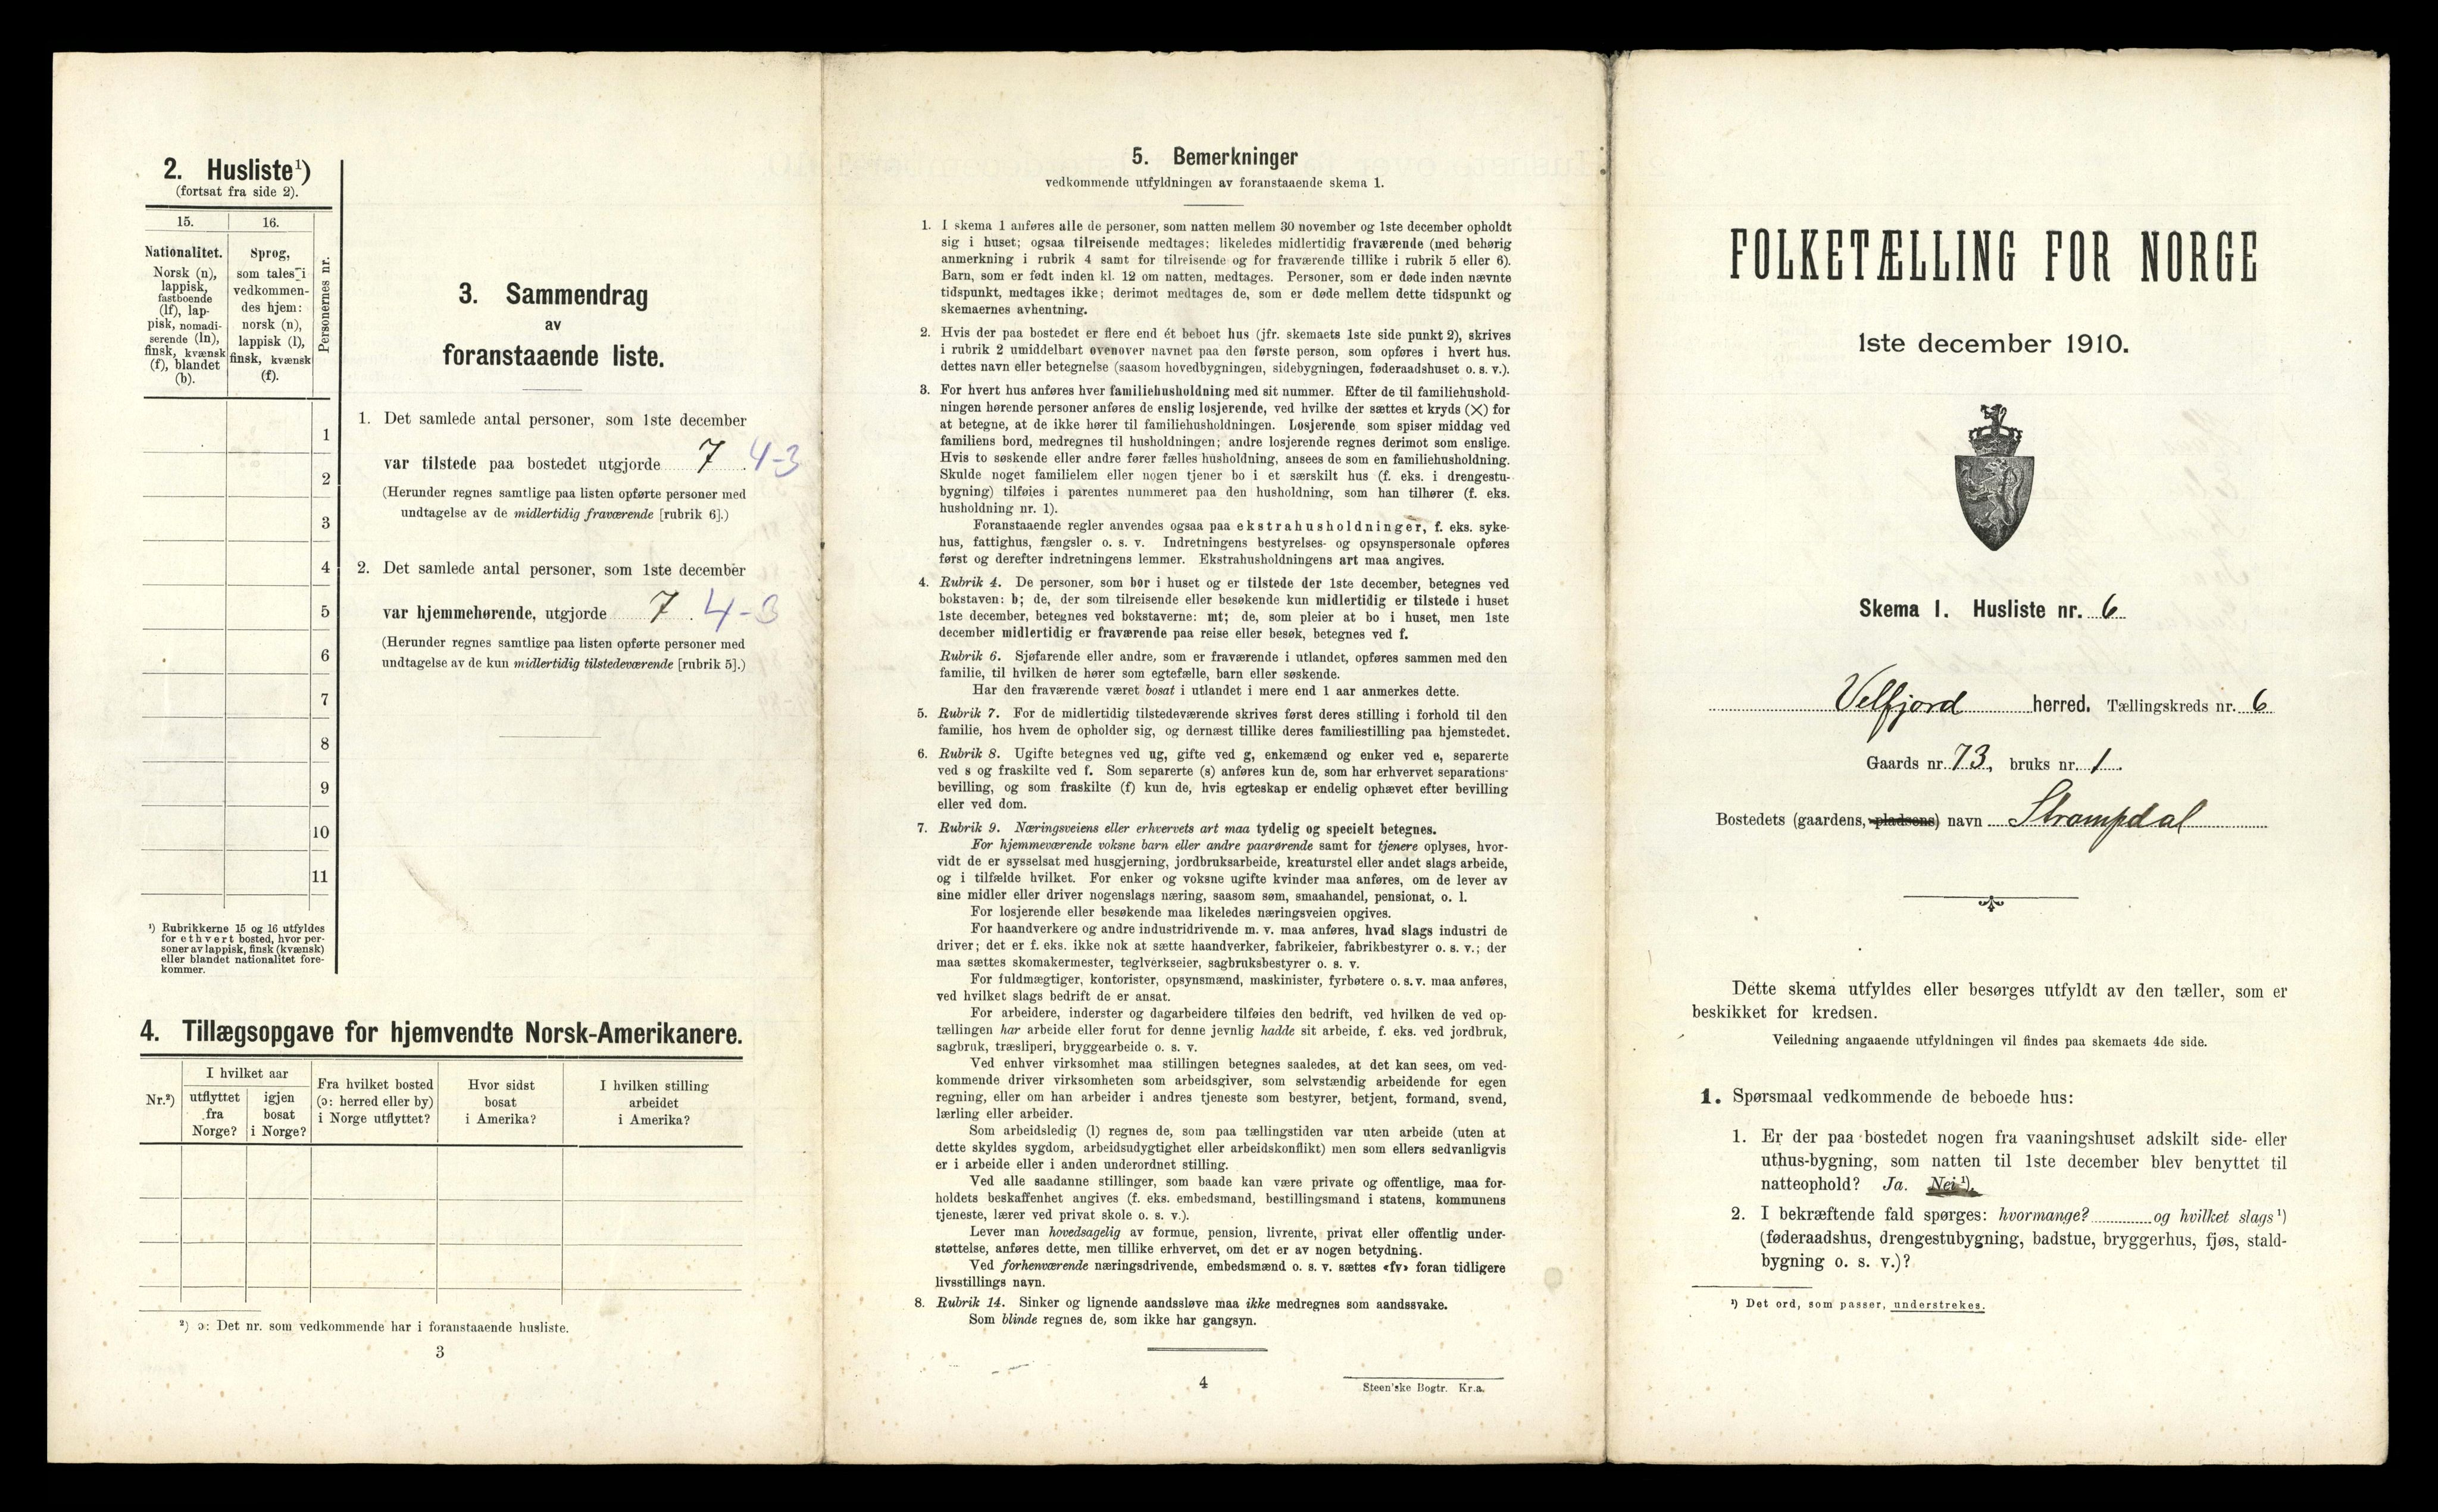 2. Husliste¹)
(fortsat fra side 2).
15.
16.
Personernes nr.
Nationalitet.
Norsk (n),
lappisk,
fastboende
(lf), lap-
pisk, nomadi-
serende (ln),
finsk, kvænsk
(f), blandet
(b).
Sprog,
som tales i
vedkommen-
des hjem:
norsk (n),
lappisk (l),
finsk, kvænsk
(f).
1
2
3
4
5
6
7
8
9
10
11
¹) Rubrikkerne 15 og 16 utfyldes
for ethvert bosted, hvor per-
soner av lappisk, finsk (kvænsk)
eller blandet nationalitet fore-
kommer.
3. Sammendrag
av
foranstaaende liste.
1. Det samlede antal personer, som 1ste december
var tilstede paa bostedet utgjorde 7 4-3
(Herunder regnes samtlige paa listen opførte personer med
undtagelse av de midlertidig fraværende [rubrik 6].)
2. Det samlede antal personer, som 1ste december
var hjemmehørende, utgjorde 7. 4-3
(Herunder regnes samtlige paa listen opførte personer med
undtagelse av de kun midlertidig tilstedeværende [rubrik 5].)
4. Tillægsopgave for hjemvendte Norsk-Amerikanere.
Nr.²)
I hvilket aar
utflyttet
fra
Norge?
igjen
bosat
i Norge?
Fra hvilket bosted
(ɔ: herred eller by)
i Norge utflyttet?
Hvor sidst
bosat
i Amerika?
I hvilken stilling
arbeidet
i Amerika?
²) ɔ: Det nr. som vedkommende har i foranstaaende husliste.
3
5. Bemerkninger
vedkommende utfyldningen av foranstaaende skema 1.
1. I skema 1 anføres alle de personer, som natten mellem 30 november og 1ste december opholdt
sig i huset; ogsaa tilreisende medtages; likeledes midlertidig fraværende (med behørig
anmerkning i rubrik 4 samt for tilreisende og for fraværende tillike i rubrik 5 eller 6).
Barn, som er født inden kl. 12 om natten, medtages. Personer, som er døde inden nævnte
tidspunkt, medtages ikke; derimot medtages de, som er døde mellem dette tidspunkt og
skemaernes avhentning.
2. Hvis der paa bostedet er flere end ét beboet hus (jfr. skemaets 1ste side punkt 2), skrives
i rubrik 2 umiddelbart ovenover navnet paa den første person, som opføres i hvert hus.
dettes navn eller betegnelse (saasom hovedbygningen, sidebygningen, føderaadshuset o. s. v.).
3. For hvert hus anføres hver familiehusholdning med sit nummer. Efter de til familiehushold-
ningen hørende personer anføres de enslig losjerende, ved hvilke der sættes et kryds (×) for
at betegne, at de ikke hører til familiehusholdningen. Losjerende som spiser middag ved
familiens bord, medregnes til husholdningen; andre losjerende regnes derimot som enslige.
Hvis to søskende eller andre fører fælles husholdning, ansees de som en familiehusholdning.
Skulde noget familielem eller nogen tjener bo i et særskilt hus (f. eks. i drengestu-
bygning) tilføies i parentes nummeret paa den husholdning, som han tilhører (f. eks.
husholdning nr. 1).
Foranstaaende regler anvendes ogsaa paa ekstrahusholdninger, f. eks. syke-
hus, fattighus, fængsler o. s. v. Indretningens bestyrelses- og opsynspersonale opføres
først og derefter indretningens lemmer. Ekstrahusholdningens art maa angives.
4. Rubrik 4. De personer, som bor i huset og er tilstede der 1ste december, betegnes ved
bokstaven: b; de, der som tilreisende eller besøkende kun midlertidig er tilstede i huset
1ste december, betegnes ved bokstaverne: mt; de, som pleier at bo i huset, men 1ste
december midlertidig er fraværende paa reise eller besøk, betegnes ved f.
Rubrik 6. Sjøfarende eller andre, som er fraværende i utlandet, opføres sammen med den
familie, til hvilken de hører som egtefælle, barn eller søskende.
Har den fraværende været bosat i utlandet i mere end 1 aar anmerkes dette.
5. Rubrik 7. For de midlertidig tilstedeværende skrives først deres stilling i forhold til den
familie, hos hvem de opholder sig, og dernæst tillike deres familiestilling paa hjemstedet.
6. Rubrik 8. Ugifte betegnes ved ug, gifte ved g, enkemænd og enker ved e, separerte
ved s og fraskilte ved f. Som separerte (s) anføres kun de, som har erhvervet separations-
bevilling, og som fraskilte (f) kun de, hvis egteskap er endelig ophævet efter bevilling
eller ved dom.
7. Rubrik 9. Næringsveiens eller erhvervets art maa tydelig og specielt betegnes.
For hjemmeværende voksne barn eller andre paarørende samt for tjenere oplyses, hvor-
vidt de er sysselsat med husgjerning, jordbruksarbeide, kreaturstel eller andet slags arbeide,
og i tilfælde hvilket. For enker og voksne ugifte kvinder maa anføres, om de lever av
sine midler eller driver nogenslags næring, saasom søm, smaahandel, pensionat, o. l.
For losjerende eller besøkende maa likeledes næringsveien opgives.
For haandverkere og andre industridrivende m. v. maa anføres, hvad slags industri de
driver; det er f. eks. ikke nok at sætte haandverker, fabrikeier, fabrikbestyrer o. s. v.; der
maa sættes skomakermester, teglverkseier, sagbruksbestyrer o. s. v.
For fuldmægtiger, kontorister, opsynsmænd, maskinister, fyrbøtere o. s. v. maa anføres,
ved hvilket slags bedrift de er ansat.
For arbeidere, inderster og dagarbeidere tilføies den bedrift, ved hvilken de ved op-
tællingen har arbeide eller forut for denne jevnlig hadde sit arbeide, f. eks. ved jordbruk,
sagbruk, træsliperi, bryggearbeide o. s. v.
Ved enhver virksomhet maa stillingen betegnes saaledes, at det kan sees, om ved-
kommende driver virksomheten som arbeidsgiver, som selvstændig arbeidende for egen
regning, eller om han arbeider i andres tjeneste som bestyrer, betjent, formand, svend,
lærling eller arbeider.
Som arbeidsledig (l) regnes de, som paa tællingstiden var uten arbeide (uten at
dette skyldes sygdom, arbeidsudygtighet eller arbeidskonflikt) men som ellers sedvanligvis
er i arbeide eller i anden underordnet stilling.
Ved alle saadanne stillinger, som baade kan være private og offentlige, maa for-
holdets beskaffenhet angives (f. eks. embedsmand, bestillingsmand i statens, kommunens
tjeneste, lærer ved privat skole o. s. v.).
Lever man hovedsagelig av formue, pension, livrente, privat eller offentlig under-
støttelse, anføres dette, men tillike erhvervet, om det er av nogen betydning.
Ved forhenværende næringsdrivende, embedsmænd o. s. v. sættes «fv» foran tidligere
livsstillings navn.
8. Rubrik 14. Sinker og lignende aandssløve maa ikke medregnes som aandssvake.
Som blinde regnes de, som ikke har gangsyn.
4
Steen'ske Bogtr. Kr.a.
FOLKETÆLLING FOR NORGE
1ste december 1910.
Skema 1. Husliste nr. 6
Velfjord herred. Tællingskreds nr. 6
Gaards nr. 73, bruks nr. 1.
Bostedets (gaardens, pladsens) navn Strompdal
Dette skema utfyldes eller besørges utfyldt av den tæller, som er
beskikket for kredsen.
Veiledning angaaende utfyldningen vil findes paa skemaets 4de side.
1. Spørsmaal vedkommende de beboede hus:
1. Er der paa bostedet nogen fra vaaningshuset adskilt side- eller
uthus-bygning, som natten til 1ste december blev benyttet til
natteophold? Ja. Nei ¹).
2. I bekræftende fald spørges: hvormange? og hvilket slags ¹)
(føderaadshus, drengestubygning, badstue, bryggerhus, fjøs, stald-
bygning o. s. v.)?
¹) Det ord, som passer, understrekes.